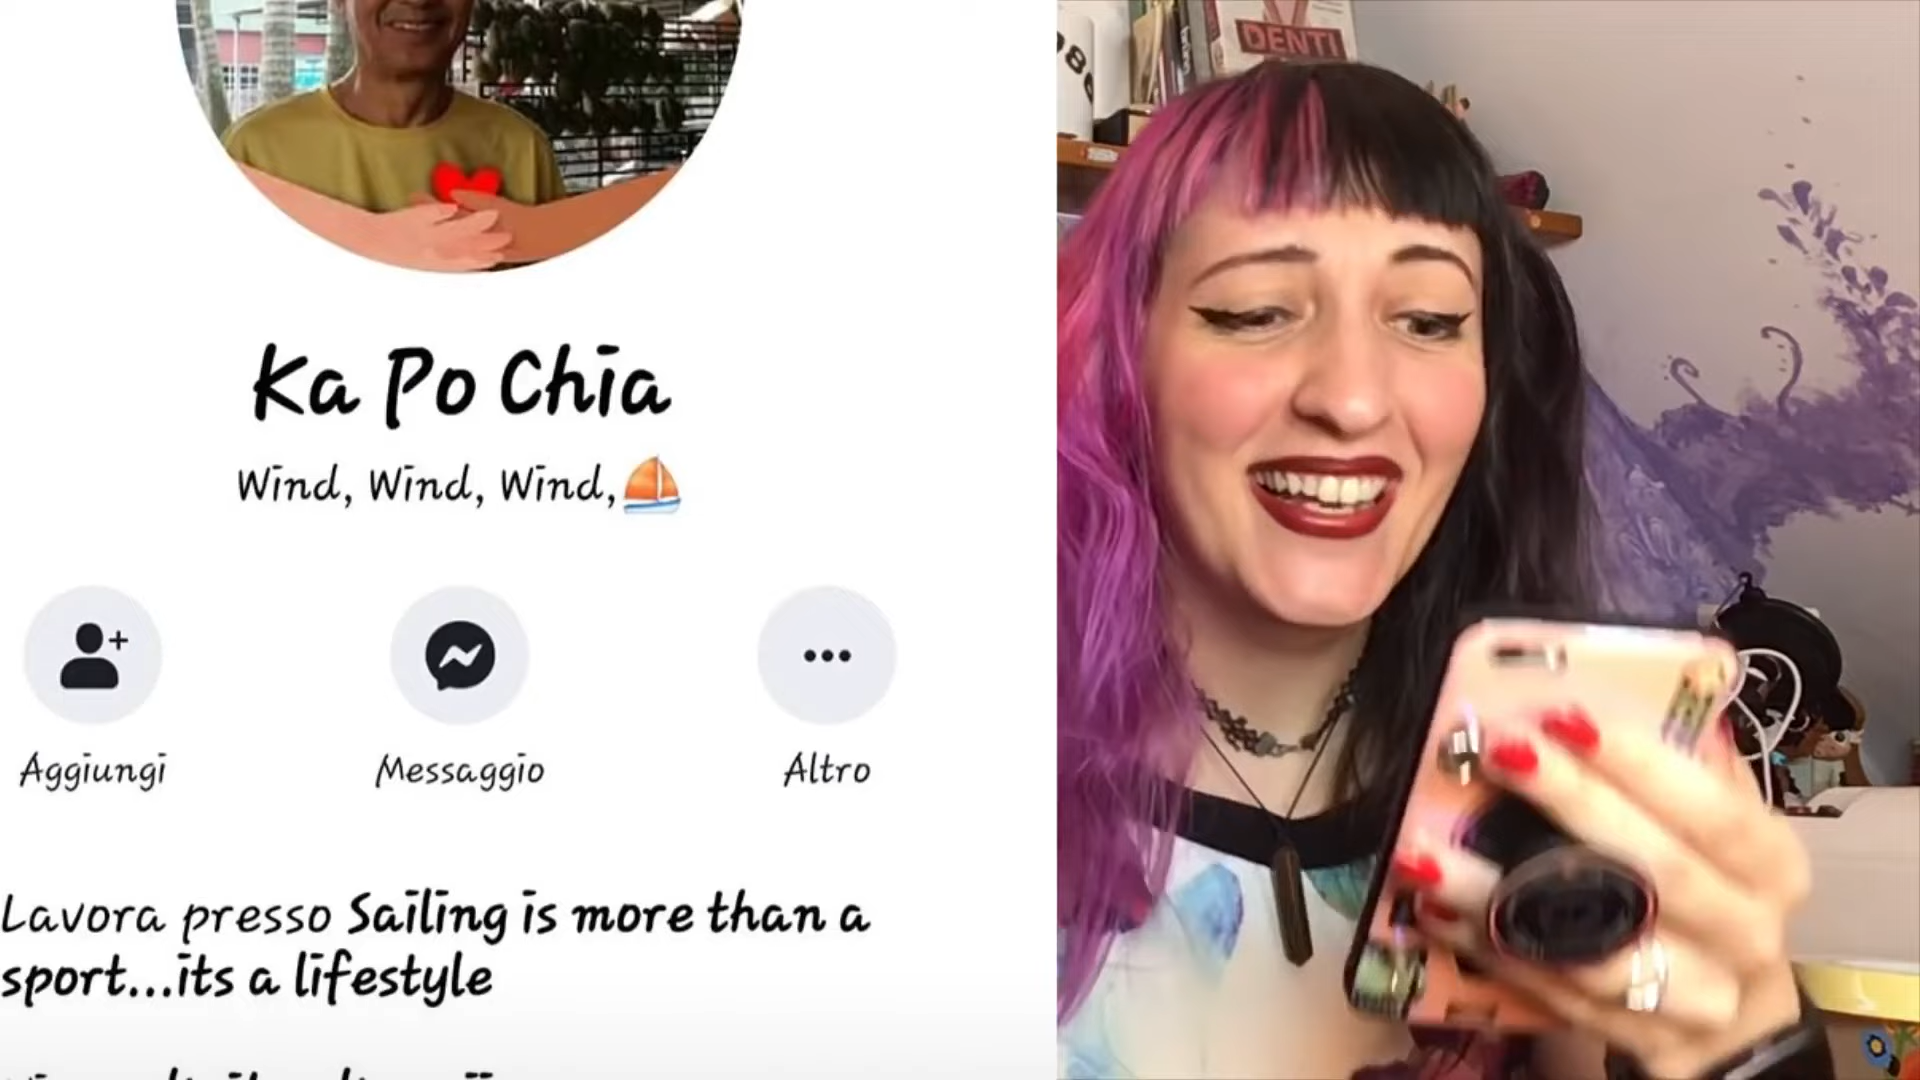 Ka Po Chia
Wind, Wind, Wind,
Aggiungi
Messaggio
Altro
Lavora presso Sailing is more than a
sport...its a lifestyle
DENTI